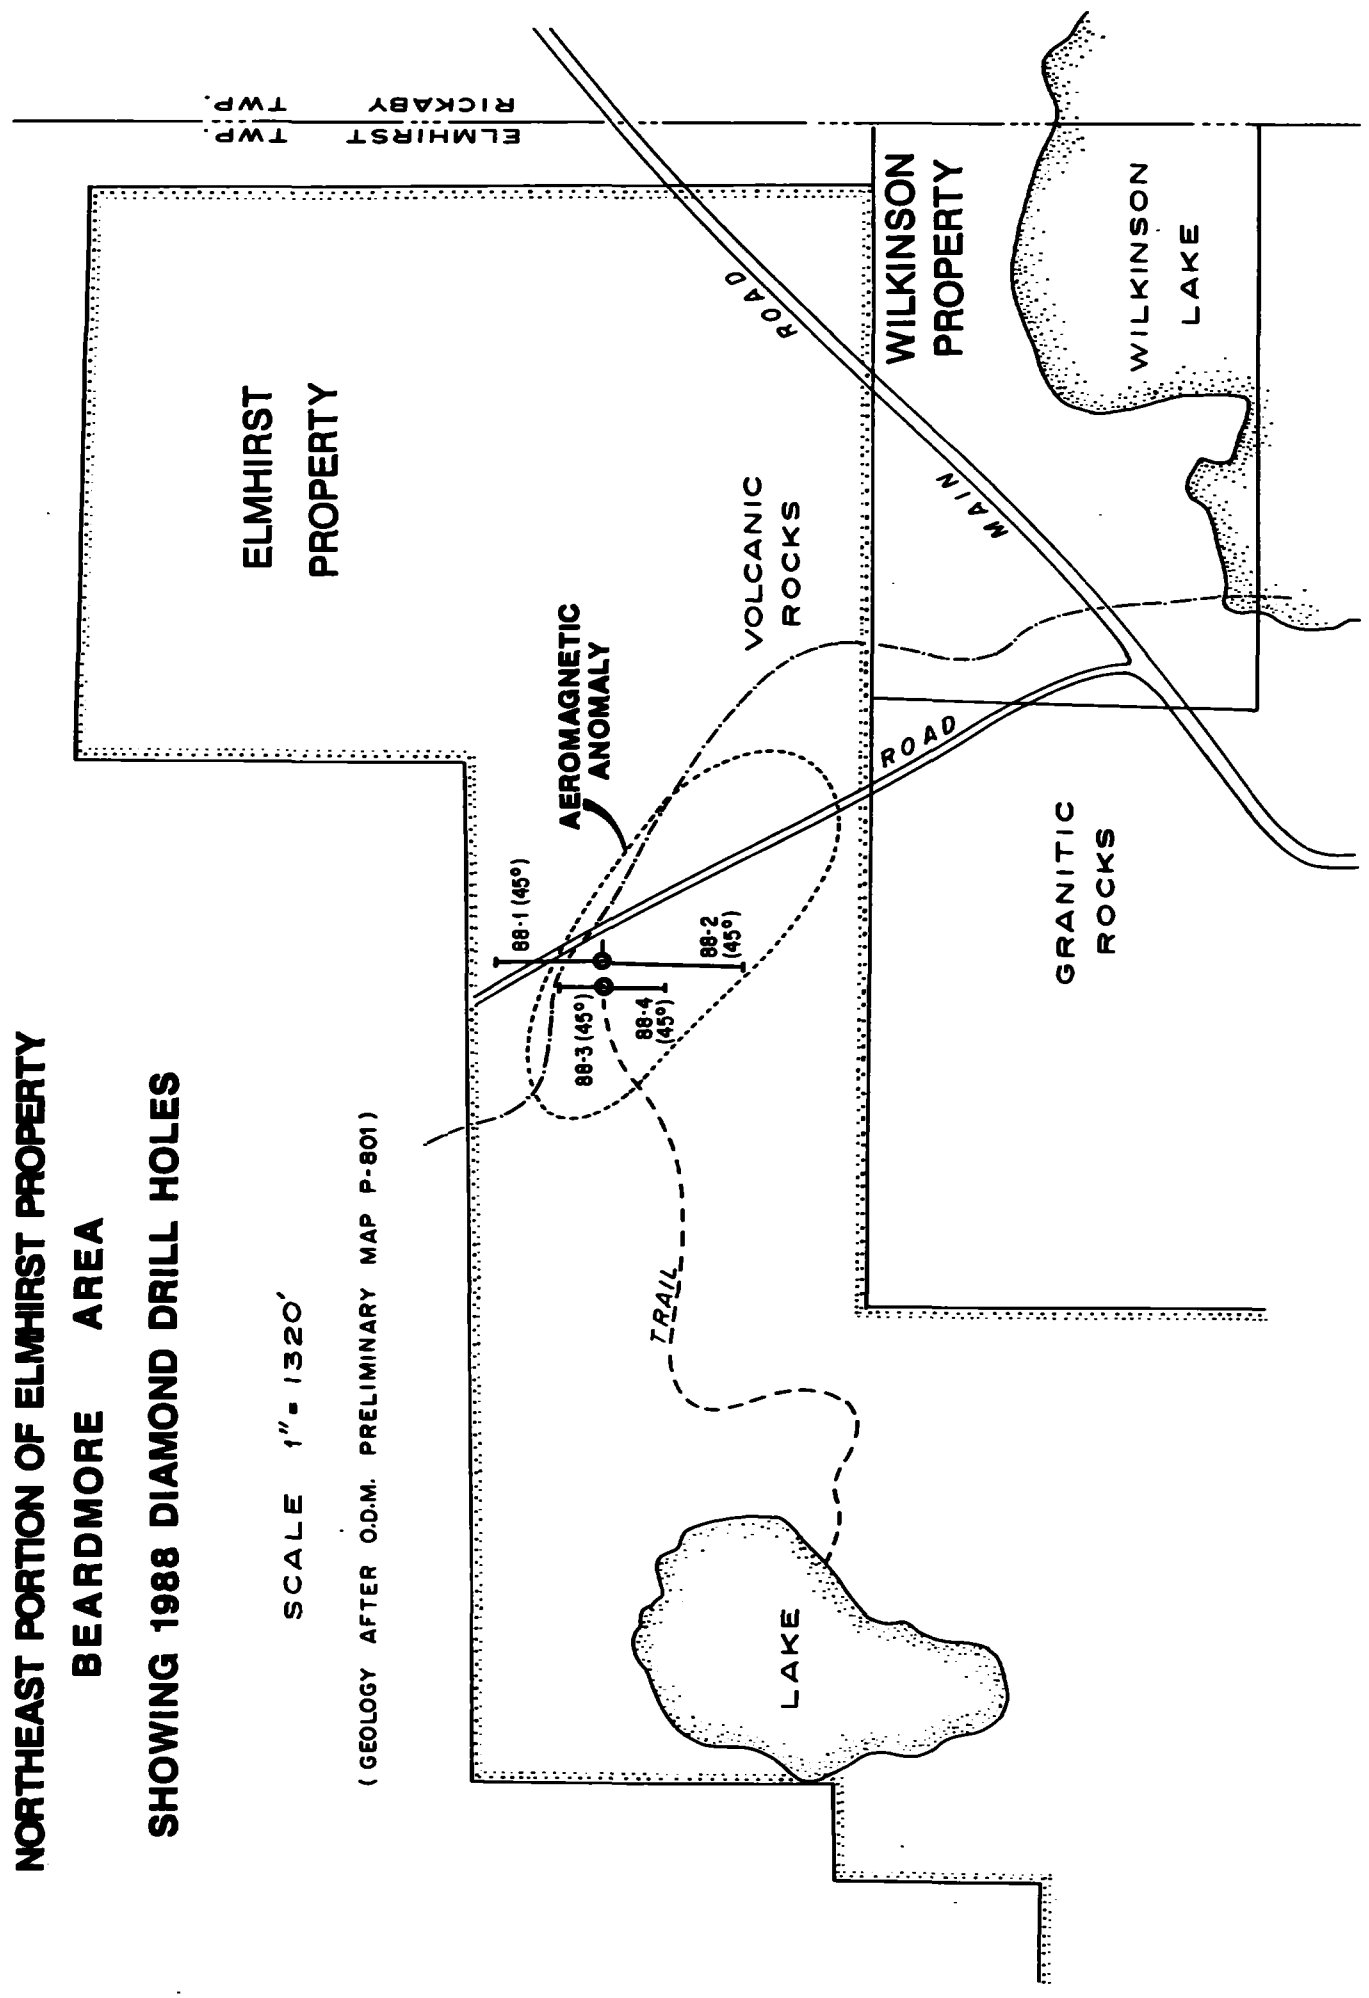 NORTHEAST PORTION OF ELMHIRST PROPERTY
BEARDMORE AREA
SHOWING 1988 DIAMOND DRILL HOLES
SCALE 1" = 1320'
(GEOLOGY AFTER O.D.M. PRELIMINARY MAP P-801)
ELMHIRST
PROPERTY
ELMHIRST TWP.
RICKABY TWP.
AEROMAGNETIC
ANOMALY
VOLCANIC
ROCKS
88-1 (45°)
88-2
(45°)
88-3 (45°)
88-4
(45°)
TRAIL
LAKE
ROAD
MAIN ROAD
WILKINSON
PROPERTY
WILKINSON
LAKE
GRANITIC
ROCKS